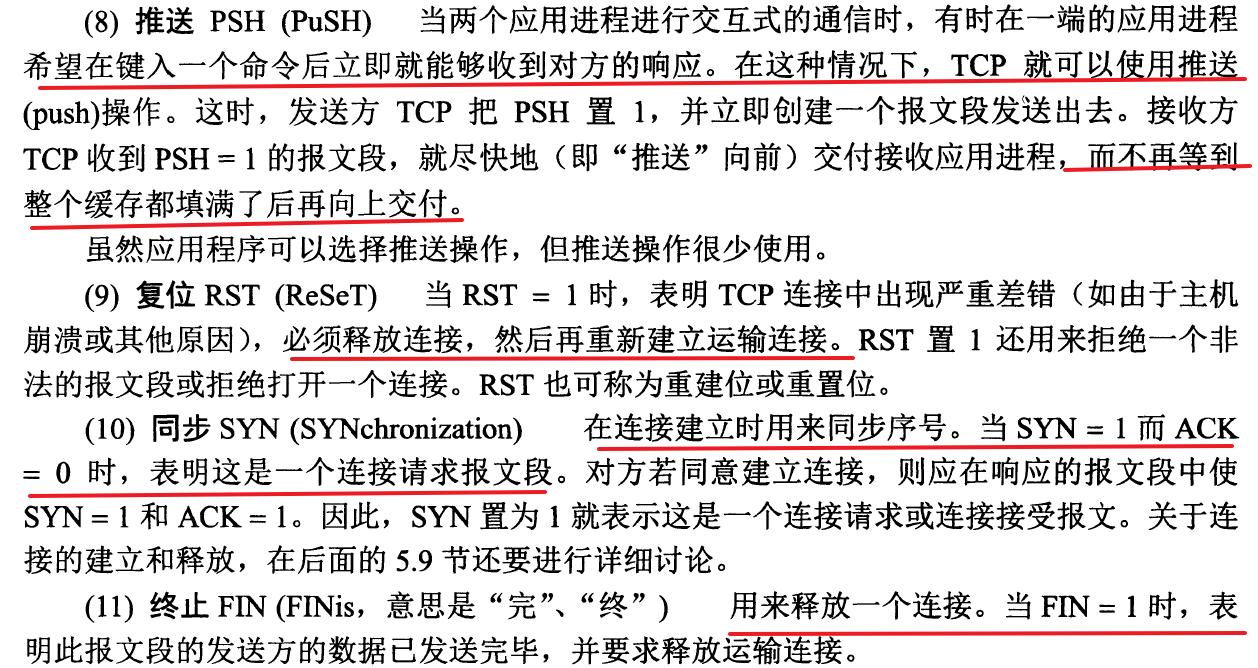 (8) 推送 PSH (PuSH) 当两个应用进程进行交互式的通信时，有时在一端的应用进程
希望在键入一个命令后立即就能够收到对方的响应。在这种情况下，TCP 就可以使用推送
(push)操作。这时，发送方 TCP 把 PSH 置 1，并立即创建一个报文段发送出去。接收方
TCP 收到 PSH = 1 的报文段，就尽快地（即“推送”向前）交付接收应用进程，而不再等到
整个缓存都填满了后再向上交付。
虽然应用程序可以选择推送操作，但推送操作很少使用。
(9) 复位 RST (ReSeT) 当 RST = 1 时，表明 TCP 连接中出现严重差错（如由于主机
崩溃或其他原因），必须释放连接，然后再重新建立运输连接。RST 置 1 还用来拒绝一个非
法的报文段或拒绝打开一个连接。RST 也可称为重建位或重置位。
(10) 同步 SYN (SYNchronization) 在连接建立时用来同步序号。当 SYN = 1 而 ACK
= 0 时，表明这是一个连接请求报文段。对方若同意建立连接，则应在响应的报文段中使
SYN = 1 和 ACK = 1。因此，SYN 置为 1 就表示这是一个连接请求或连接接受报文。关于连
接的建立和释放，在后面的 5.9 节还要进行详细讨论。
(11) 终止 FIN (FINis，意思是“完”、“终”) 用来释放一个连接。当 FIN = 1 时，表
明此报文段的发送方的数据已发送完毕，并要求释放运输连接。